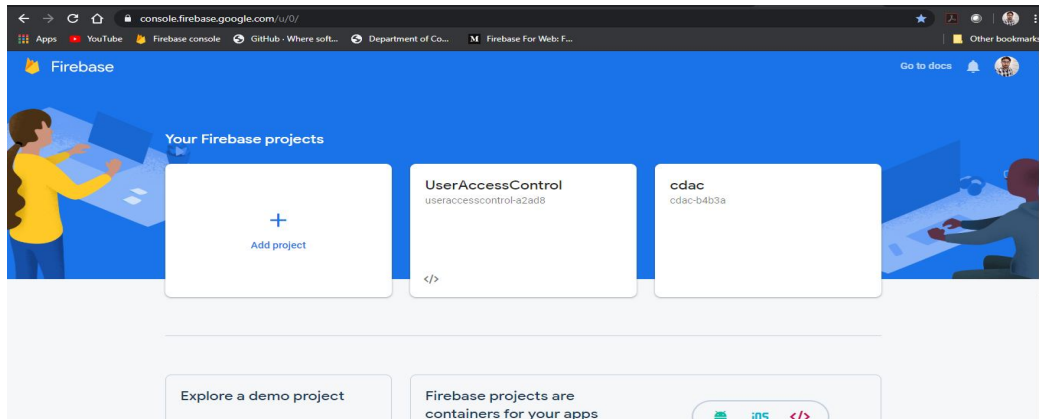 console.firebase.google.com/u/0/
Apps YouTube Firebase console GitHub - Where soft... Department of Co... M Firebase For Web: F... Other bookmarks
Firebase Go to docs
Your Firebase projects
+
Add project
UserAccessControl
useraccesscontrol-a2ad8
</>
cdac
cdac-b4b3a
Explore a demo project
Firebase projects are
containers for your apps
iOS </>